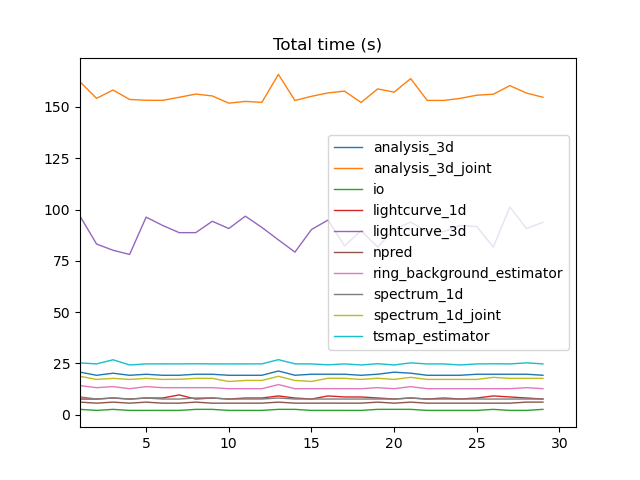 Total time (s)
150
125
100
75
50
25
0
analysis_3d
analysis_3d_joint
io
lightcurve_1d
lightcurve_3d
npred
ring_background_estimator
spectrum_1d
spectrum_1d_joint
tsmap_estimator
5 10 15 20 25 30